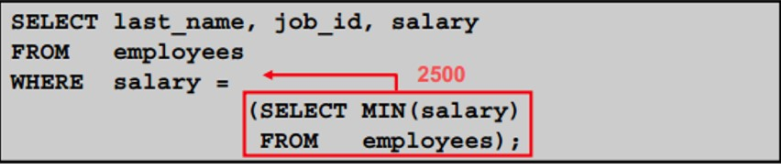 SELECT last_name, job_id, salary
FROM employees
WHERE salary =
2500
(SELECT MIN(salary)
FROM employees);